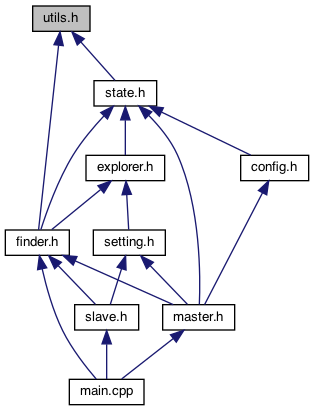 utils.h
state.h
explorer.h
config.h
finder.h
setting.h
slave.h
master.h
main.cpp